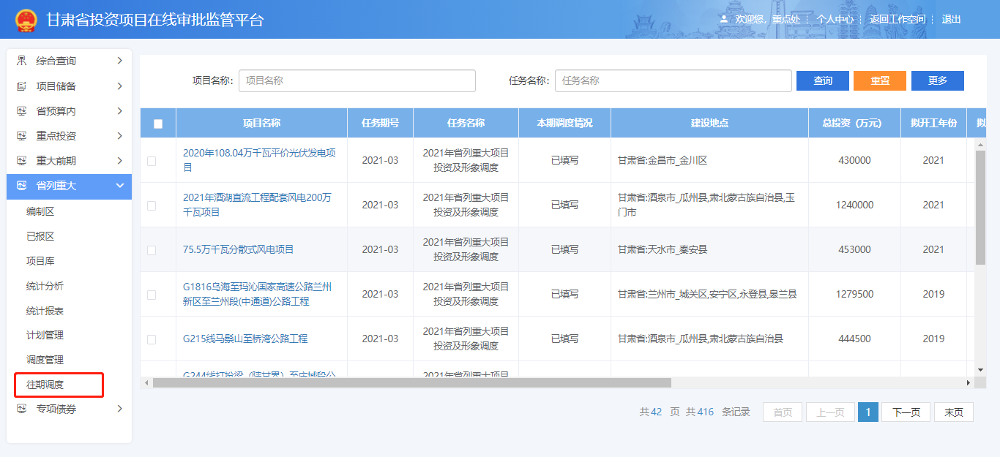 甘肃省投资项目在线审批监管平台
欢迎您, 重点处 个人中心 返回工作空间 退出
综合查询
项目储备
省预算内
重点投资
重大前期
省列重大
编制区
已报区
项目库
统计分析
统计报表
计划管理
调度管理
往期调度
专项债券
项目名称: 项目名称 任务名称: 任务名称 查询 重置 更多
项目名称 任务期号 任务名称 本期调度情况 建设地点 总投资 (万元) 拟开工年份 拟
2020年108.04万千瓦平价光伏发电项
目
2021-03
2021年省列重大项目
投资及形象调度
已填写
甘肃省:金昌市_金川区
430000
2021
2021年酒湖直流工程配套风电200万
千瓦项目
2021-03
2021年省列重大项目
投资及形象调度
已填写
甘肃省:酒泉市_瓜州县,肃北蒙古族自治县,玉
门市
1240000
2021
75.5万千瓦分散式风电项目
2021-03
2021年省列重大项目
投资及形象调度
已填写
甘肃省:天水市_秦安县
453000
2021
G1816乌海至玛沁国家高速公路兰州
新区至兰州段(中通道)公路工程
2021-03
2021年省列重大项目
投资及形象调度
已填写
甘肃省:兰州市_城关区,安宁区,永登县,皋兰县
1279500
2019
G215线马鬃山至桥湾公路工程
2021-03
2021年省列重大项目
投资及形象调度
已填写
甘肃省:酒泉市_瓜州县,肃北蒙古族自治县
444500
2019
G244线打扮梁（陕甘界）至庆城段公
2021年省列重大项目
共42 页 共416 条记录 首页 上一页 1 下一页 末页